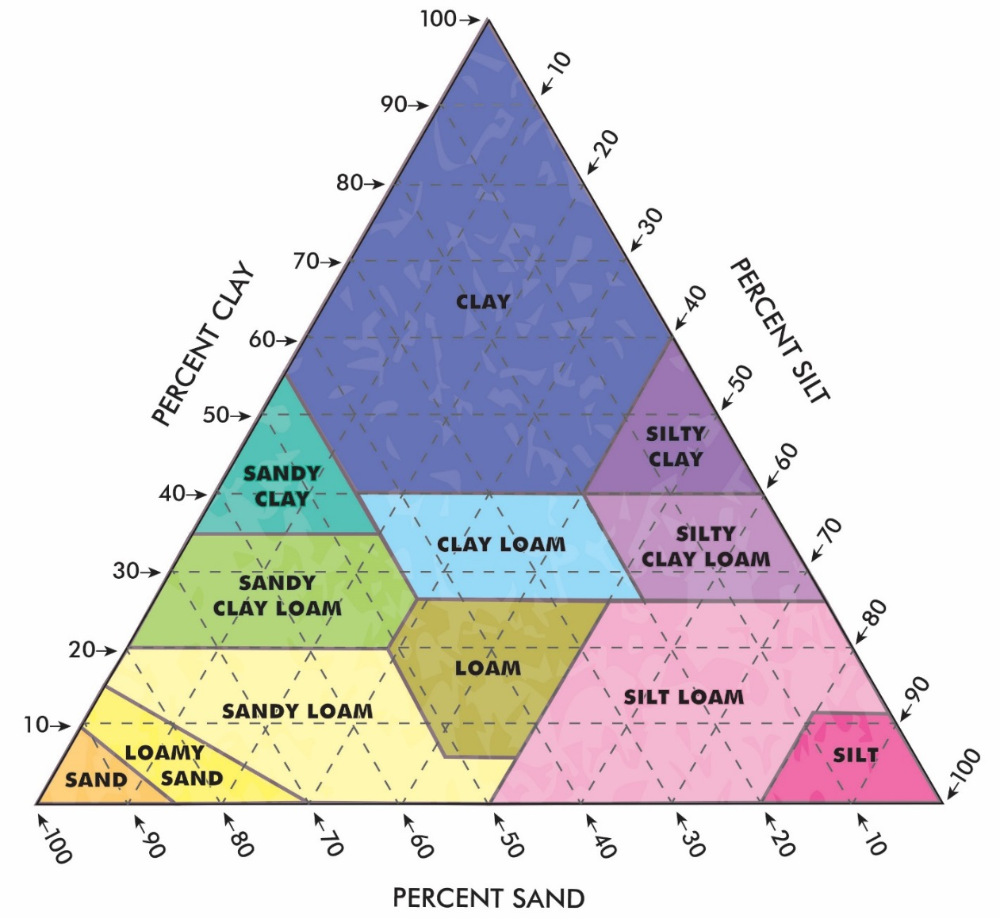 100
90
80
70
60
50
40
30
20
10
PERCENT CLAY
10
20
30
40
50
60
70
80
90
100
PERCENT SILT
CLAY
SILTY
CLAY
SANDY
CLAY
CLAY LOAM
SILTY
CLAY LOAM
SANDY
CLAY LOAM
LOAM
SILT LOAM
SANDY LOAM
LOAMY
SAND
SAND
SILT
100
90
80
70
60
50
40
30
20
10
PERCENT SAND